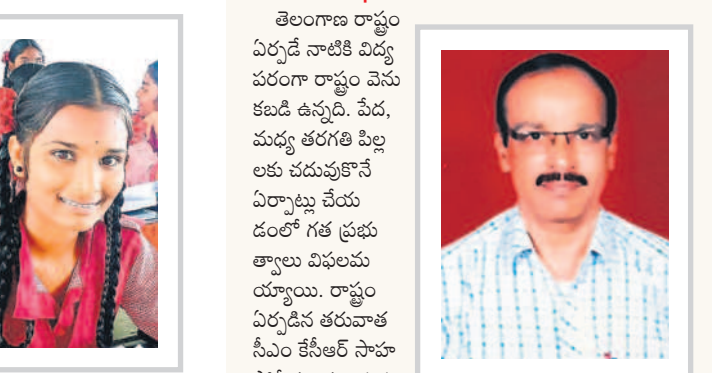 తెలంగాణ రాష్ట్రం
ఏర్పడే నాటికి విద్య
పరంగా రాష్ట్రం వెను
కబడి ఉన్నది. పేద,
మధ్య తరగతి పిల్ల
లకు చదువుకొనే
ఏర్పాట్లు చేయ
డంలో గత ప్రభు
త్వాలు విఫలమ
య్యాయి. రాష్ట్రం
ఏర్పడిన తరువాత
సీఎం కేసీఆర్ సాహ